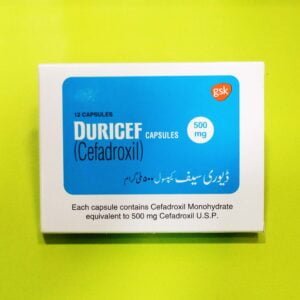 gsk
12 CAPSULES
DURICEF CAPSULES
500 mg
(Cefadroxil)
ڈیوری سیف کیپسول ۵۰۰ ملی گرام
Each capsule contains Cefadroxil Monohydrate
equivalent to 500 mg Cefadroxil U.S.P.